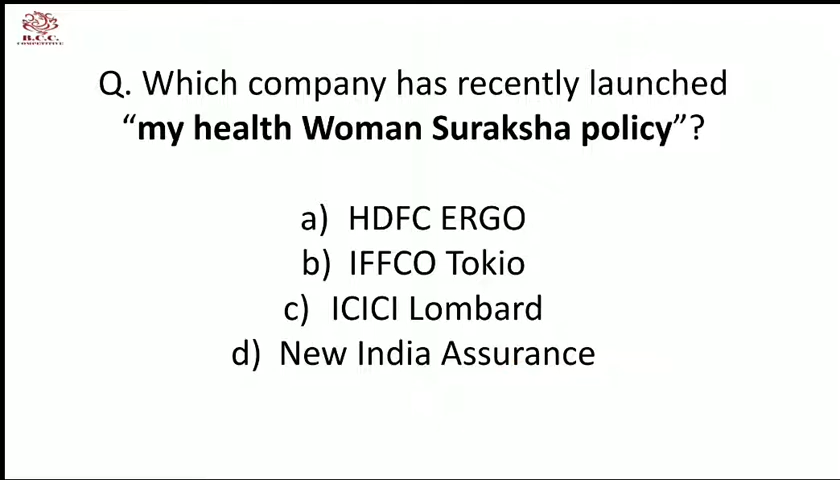 B.C.C.
COMPETITIVE
Q. Which company has recently launched
“my health Woman Suraksha policy”?
a) HDFC ERGO
b) IFFCO Tokio
c) ICICI Lombard
d) New India Assurance